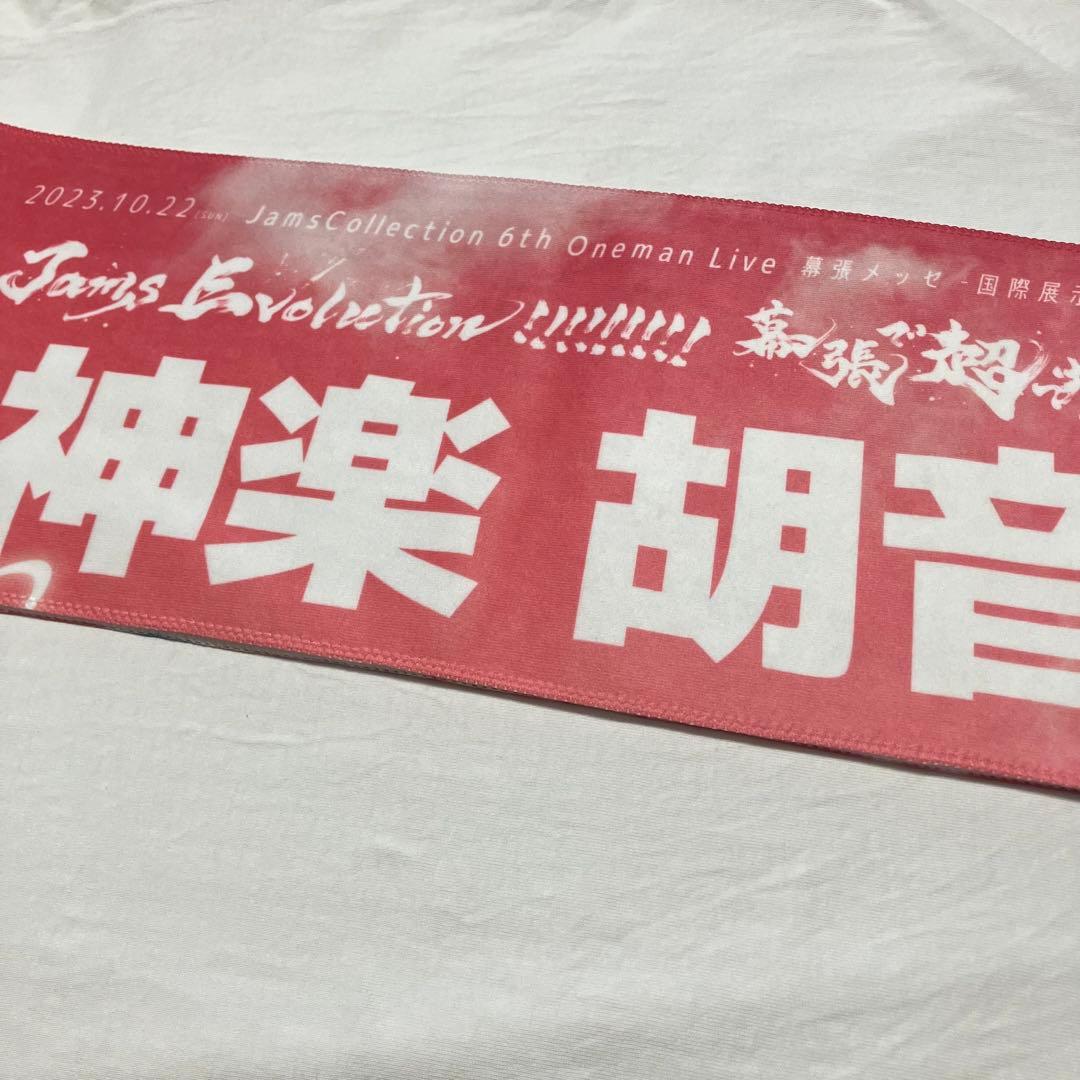 2023.10.22(SUN) JamsCollection 6th Oneman Live 幕張メッセ -国際展示
Jams Evolution !!!!!!!!!! 幕張で超
神楽 胡音